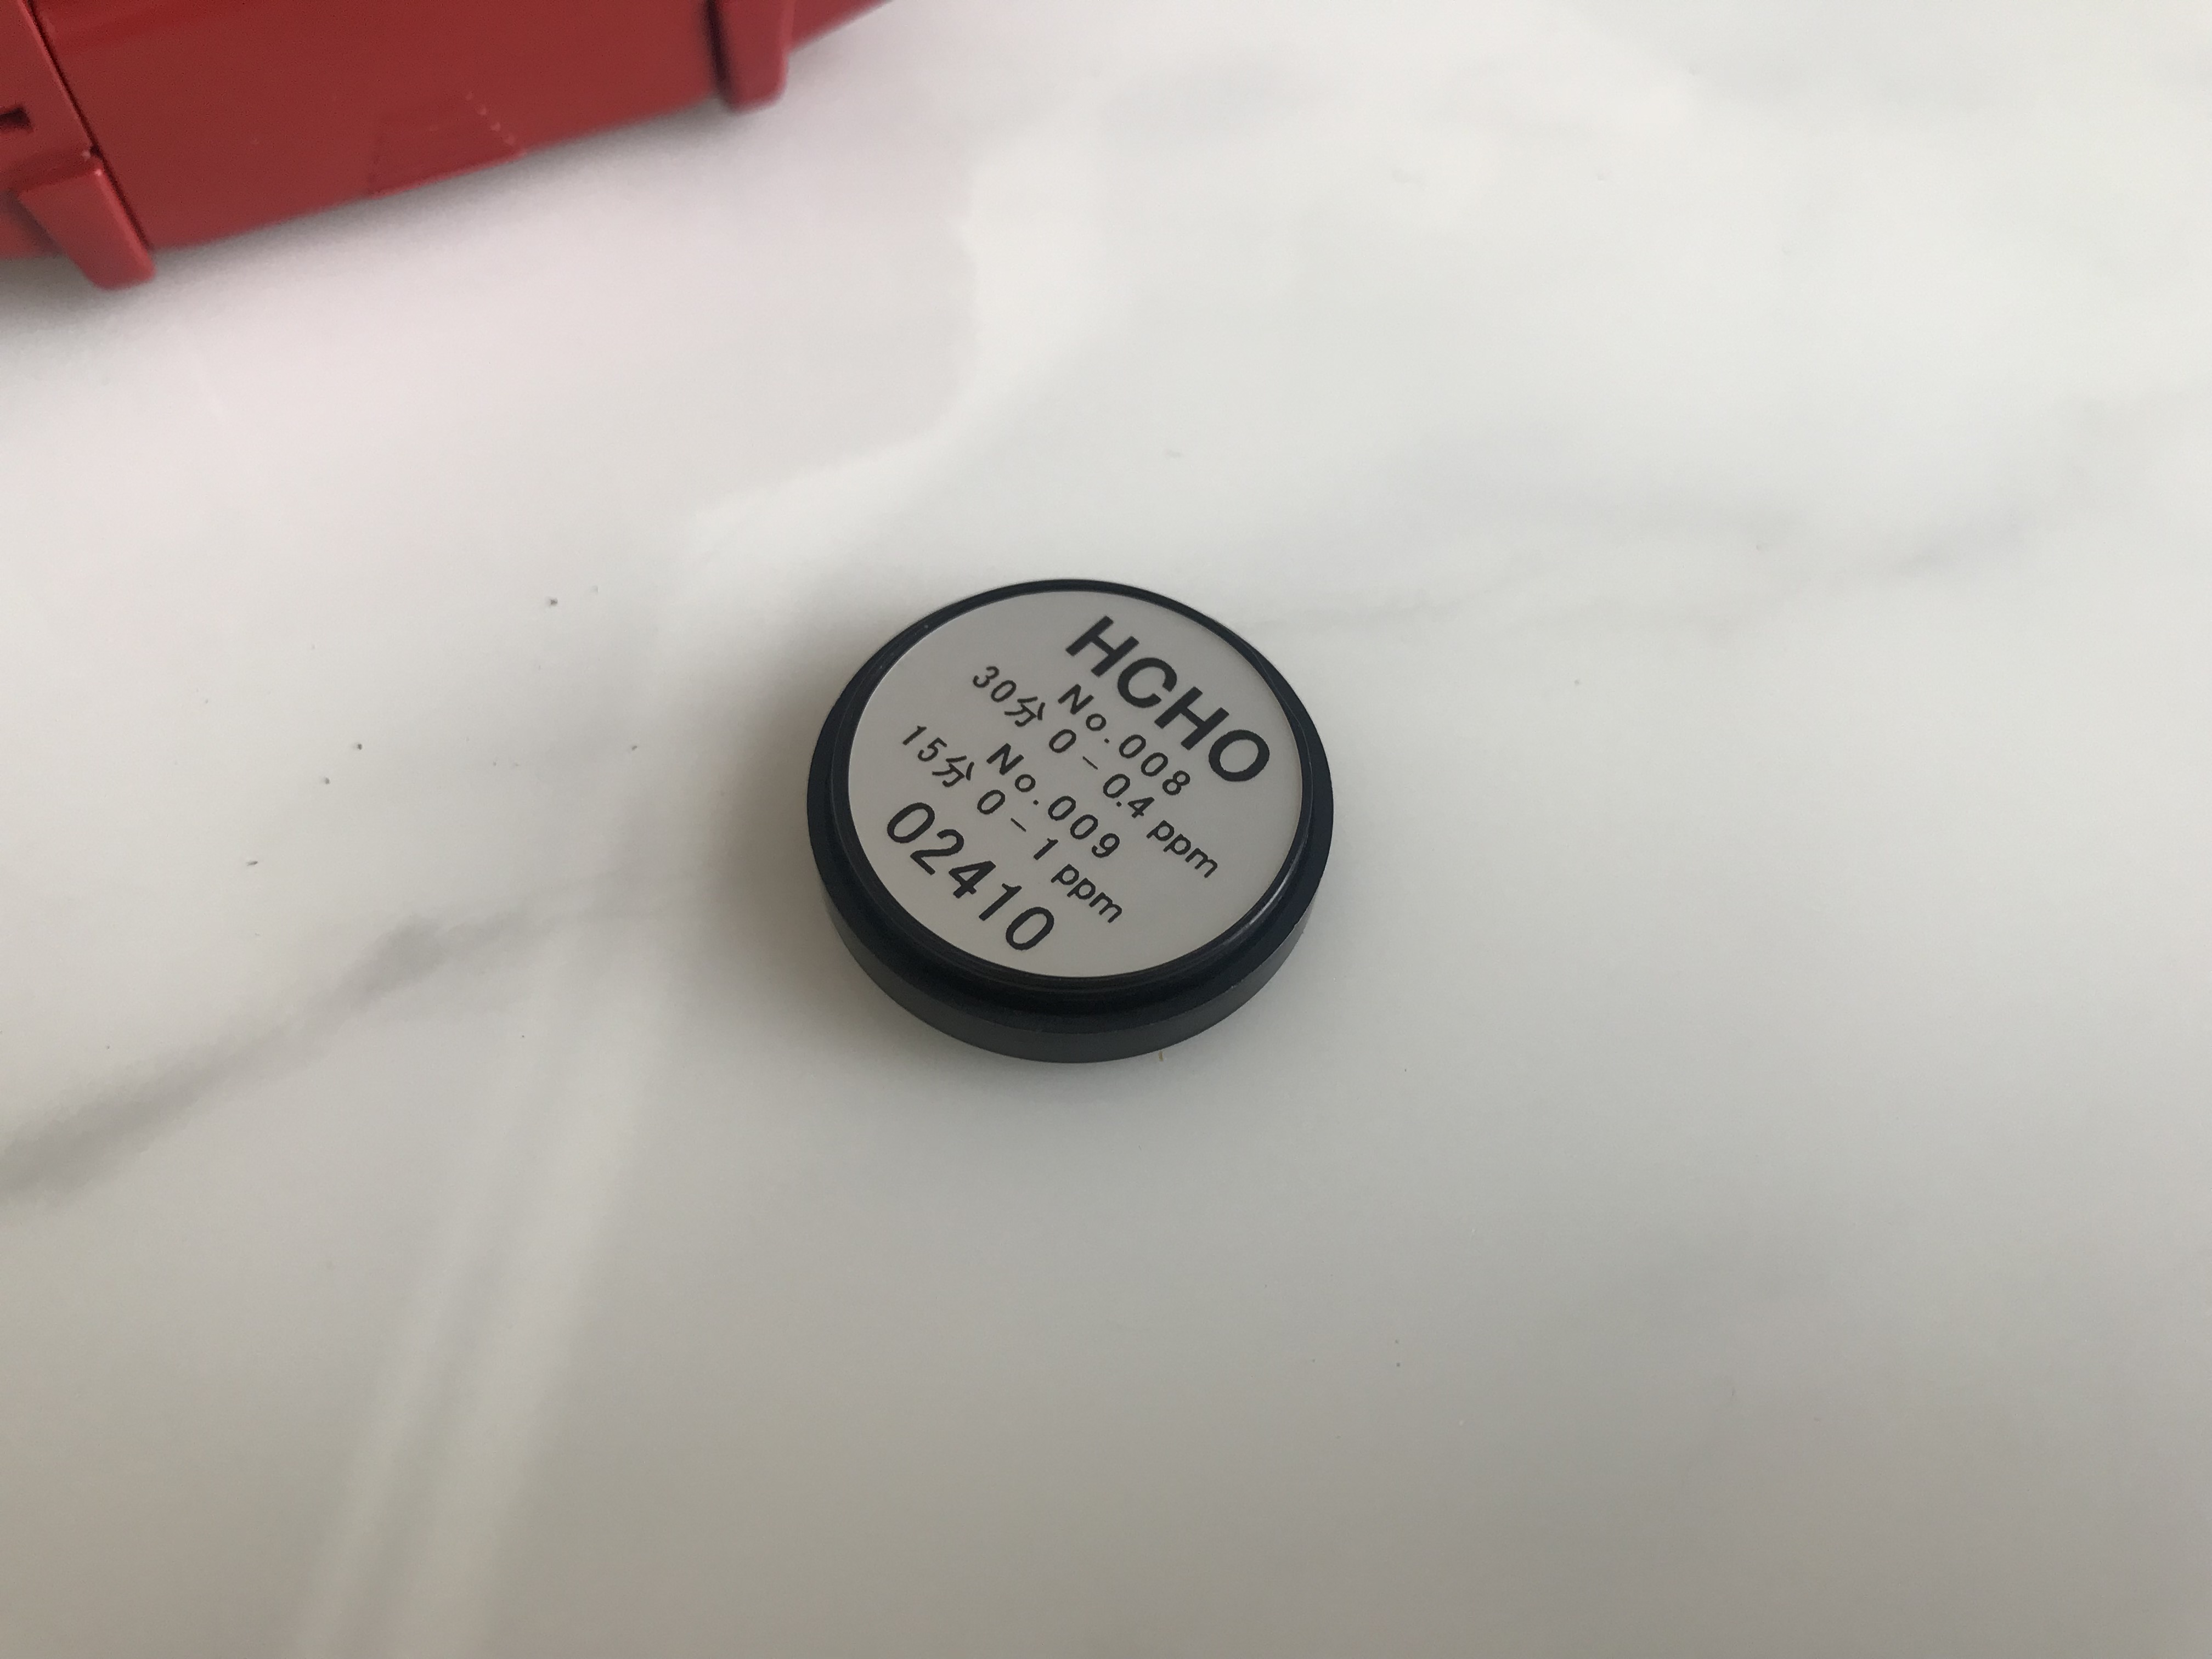 HCHO
No.008
30分 0-0.4 ppm
No.009
15分 0-1 ppm
02410